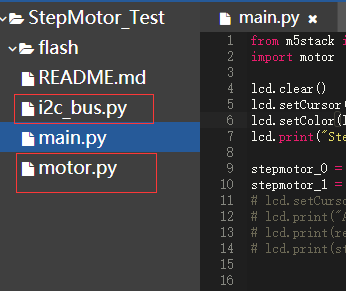 StepMotor_Test
flash
README.md
i2c_bus.py
main.py
motor.py
main.py ×
1 from m5stack i
2 import motor
3
4 lcd.clear()
5 lcd.setCursor(
6 lcd.setColor(l
7 lcd.print("Ste
8
9 stepmotor_0 =
10 stepmotor_1 =
11 # lcd.setCurso
12 # lcd.print("A
13 # lcd.print(re
14 # lcd.print(st
15
16